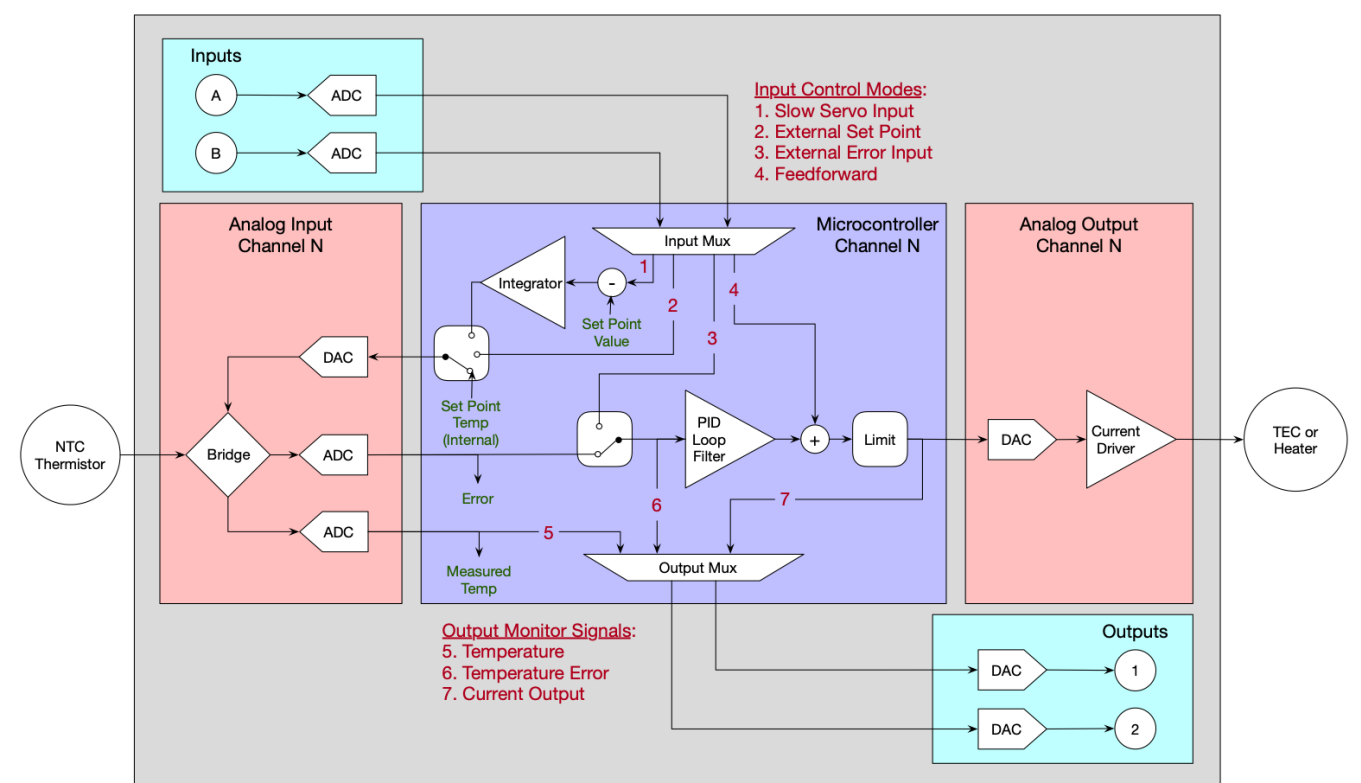 Inputs
A
ADC
B
ADC
Input Control Modes:
1. Slow Servo Input
2. External Set Point
3. External Error Input
4. Feedforward
Analog Input
Channel N
Microcontroller
Channel N
Analog Output
Channel N
Input Mux
1
2
3
4
Integrator
-
Set Point
Value
DAC
Set Point
Temp
(Internal)
NTC
Thermistor
Bridge
ADC
Error
PID
Loop
Filter
+
Limit
DAC
Current
Driver
TEC or
Heater
ADC
5
6
7
Measured
Temp
Output Mux
Output Monitor Signals:
5. Temperature
6. Temperature Error
7. Current Output
Outputs
DAC
1
DAC
2